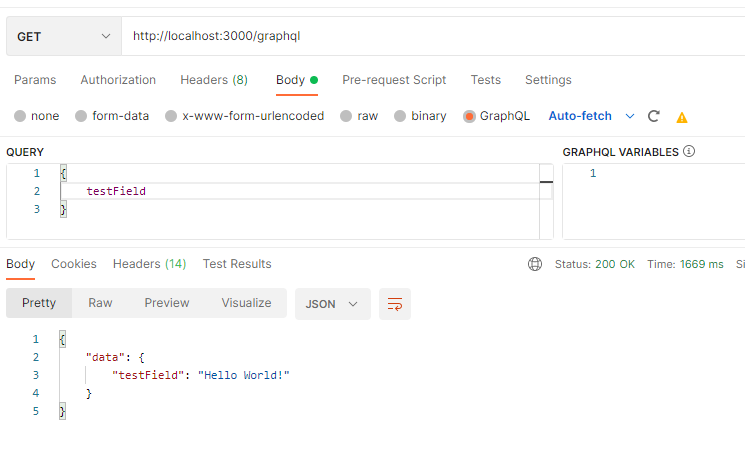 GET http://localhost:3000/graphql
Params Authorization Headers (8) Body Pre-request Script Tests Settings
none form-data x-www-form-urlencoded raw binary GraphQL Auto-fetch
QUERY GRAPHQL VARIABLES
1 { 1
2 testField
3 }
Body Cookies Headers (14) Test Results Status: 200 OK Time: 1669 ms Si
Pretty Raw Preview Visualize JSON
1 {
2 "data": {
3 "testField": "Hello World!"
4 }
5 }